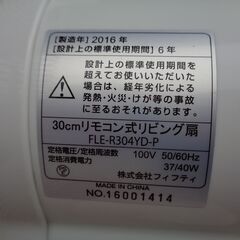 【製造年】2016年
【設計上の標準使用期間】6年
設計上の標準使用期間を
超えてお使いいただいた
場合は、経年劣化による
発火・けが等の事故に
至るおそれがあります。
30cmリモコン式リビング扇
FLE-R304YD-P
定格電圧/定格周波数 100V 50/60Hz
定格消費電力 37/40W
株式会社フィフティ
MADE IN CHINA
NO.16001414